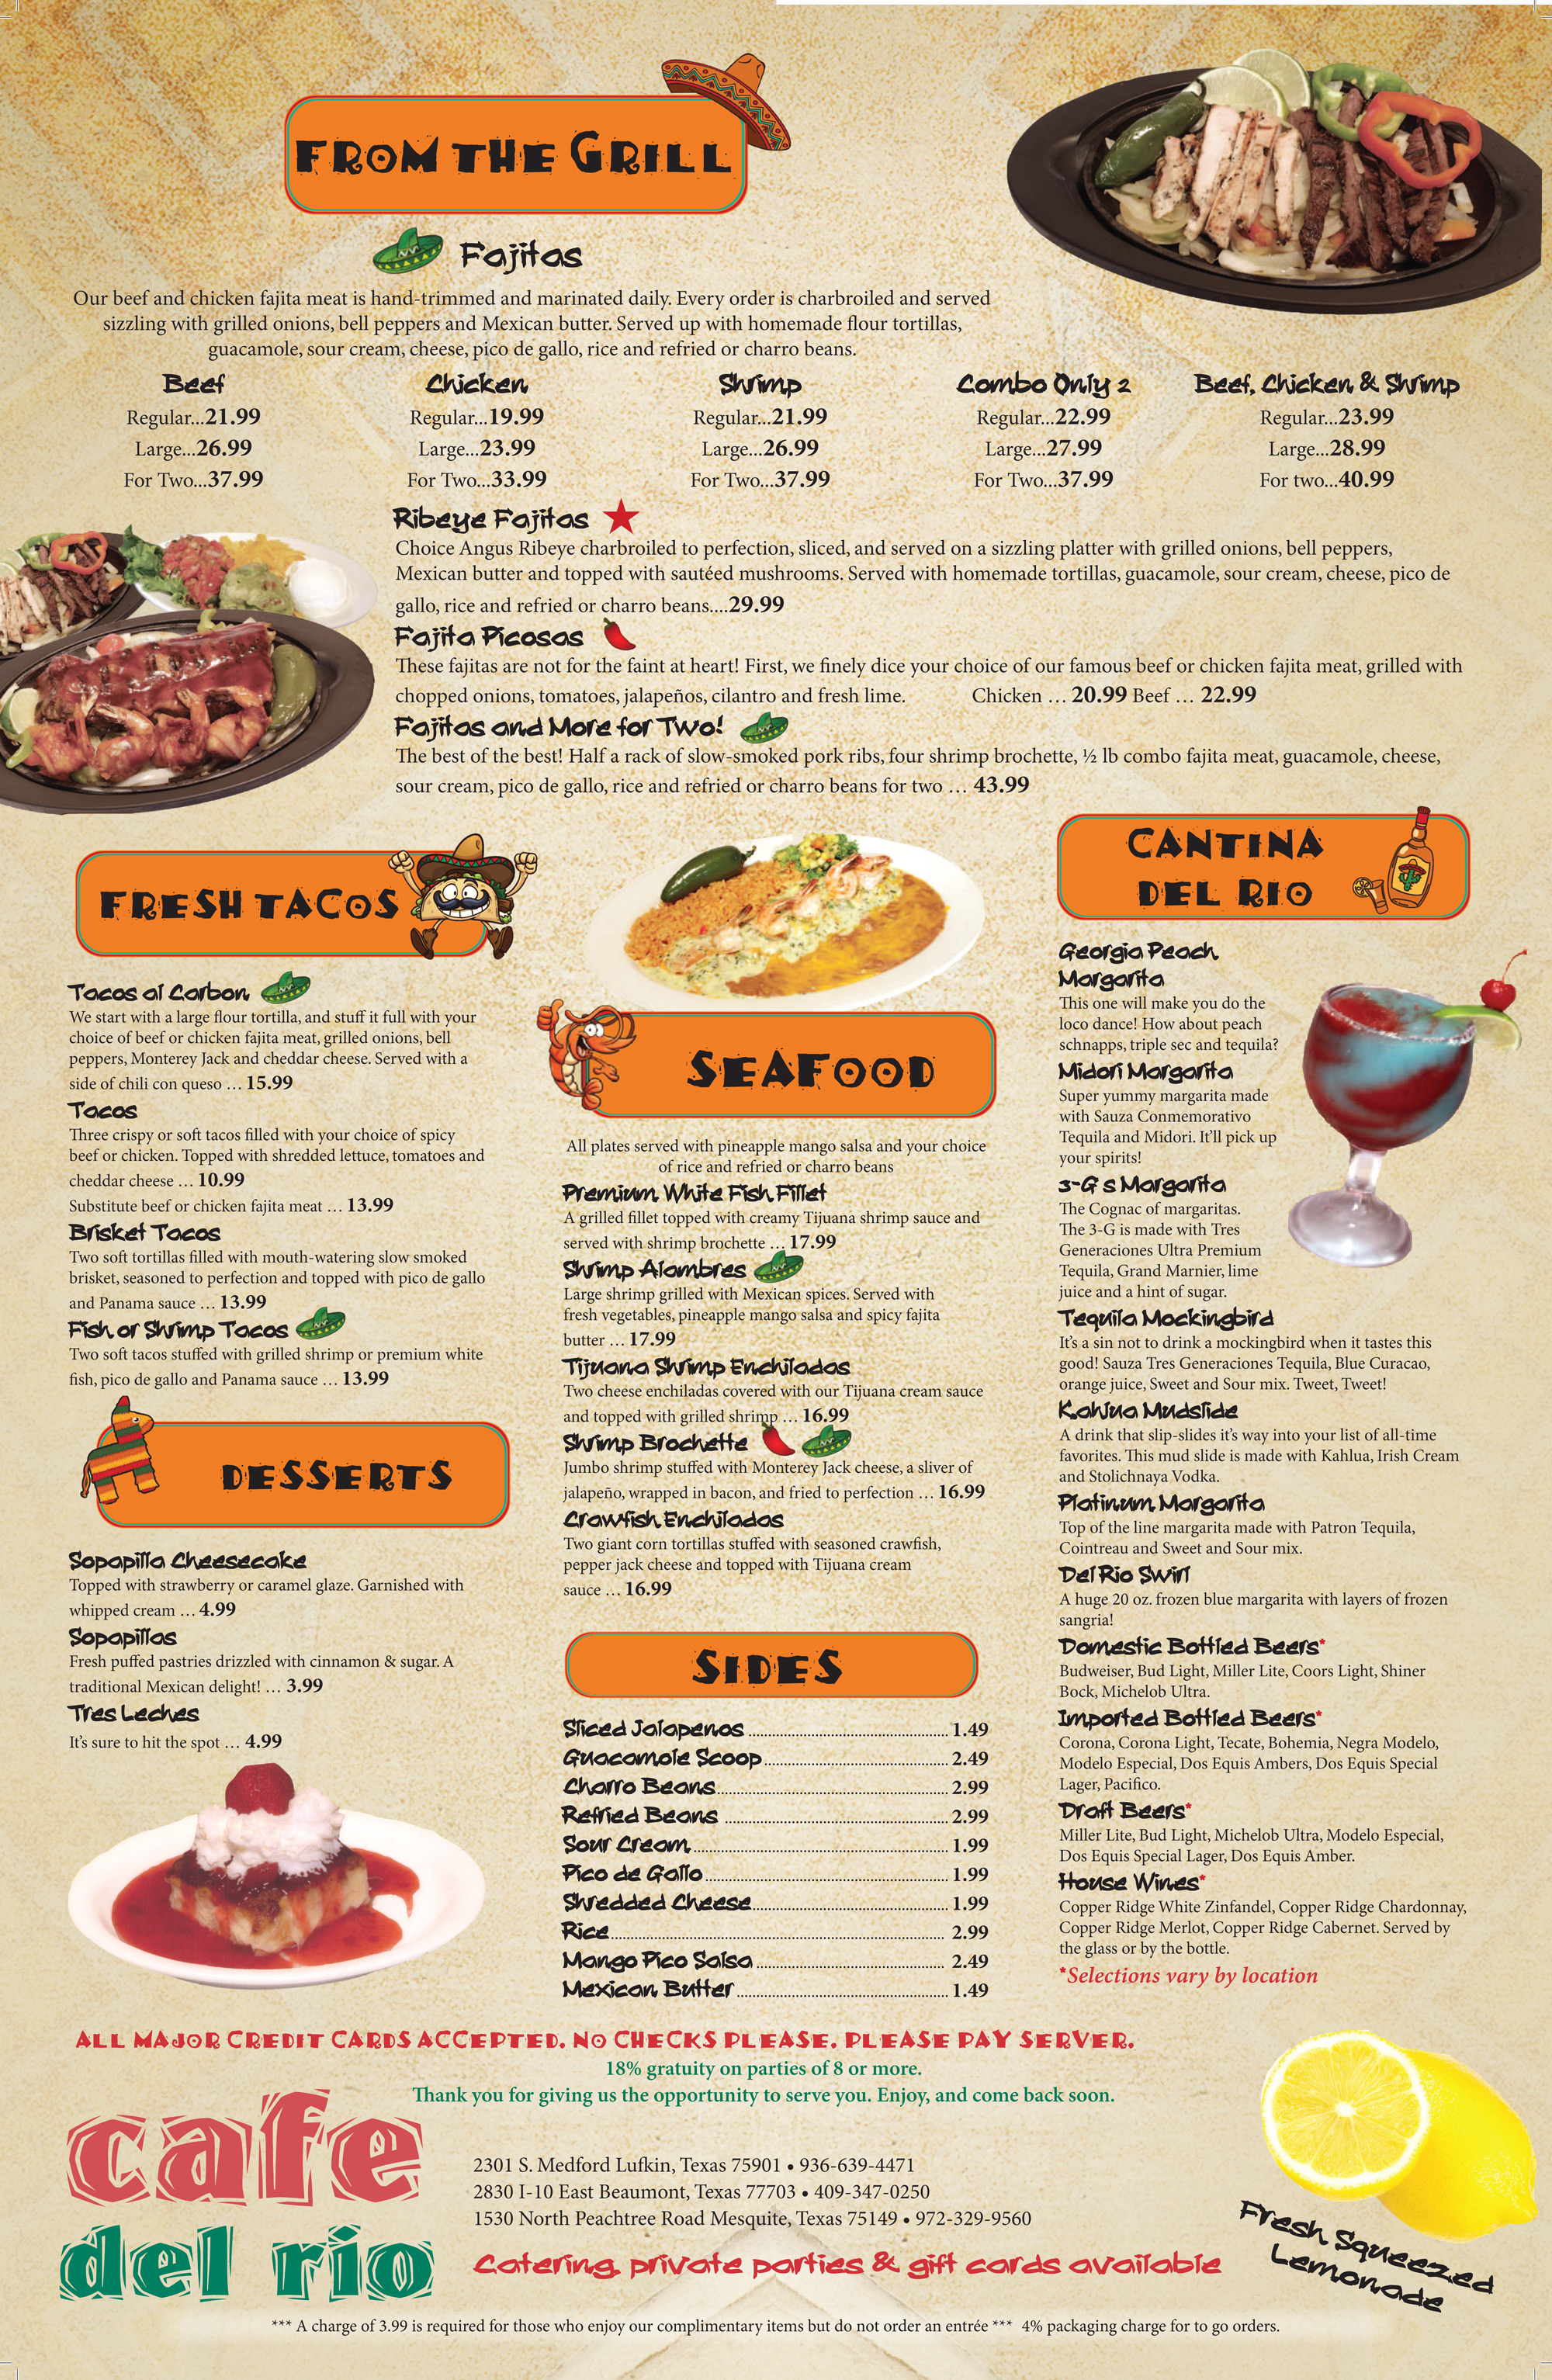 FROM THE GRILL
Fajitas
Our beef and chicken fajita meat is hand-trimmed and marinated daily. Every order is charbroiled and served
sizzling with grilled onions, bell peppers and Mexican butter. Served up with homemade flour tortillas,
guacamole, sour cream, cheese, pico de gallo, rice and refried or charro beans.
Beef
Regular...21.99
Large...26.99
For Two...37.99
Chicken
Regular...19.99
Large...23.99
For Two...33.99
Shrimp
Regular...21.99
Large...26.99
For Two...37.99
Combo Only 2
Regular...22.99
Large...27.99
For Two...37.99
Beef, Chicken & Shrimp
Regular...23.99
Large...28.99
For two...40.99
Ribeye Fajitas
Choice Angus Ribeye charbroiled to perfection, sliced, and served on a sizzling platter with grilled onions, bell peppers,
Mexican butter and topped with sautéed mushrooms. Served with homemade tortillas, guacamole, sour cream, cheese, pico de
gallo, rice and refried or charro beans....29.99
Fajita Picosas
These fajitas are not for the faint at heart! First, we finely dice your choice of our famous beef or chicken fajita meat, grilled with
chopped onions, tomatoes, jalapeños, cilantro and fresh lime. Chicken … 20.99 Beef … 22.99
Fajitas and More for Two!
The best of the best! Half a rack of slow-smoked pork ribs, four shrimp brochette, ½ lb combo fajita meat, guacamole, cheese,
sour cream, pico de gallo, rice and refried or charro beans for two … 43.99
FRESH TACOS
Tacos al Carbon
We start with a large flour tortilla, and stuff it full with your
choice of beef or chicken fajita meat, grilled onions, bell
peppers, Monterey Jack and cheddar cheese. Served with a
side of chili con queso … 15.99
Tacos
Three crispy or soft tacos filled with your choice of spicy
beef or chicken. Topped with shredded lettuce, tomatoes and
cheddar cheese … 10.99
Substitute beef or chicken fajita meat … 13.99
Brisket Tacos
Two soft tortillas filled with mouth-watering slow smoked
brisket, seasoned to perfection and topped with pico de gallo
and Panama sauce … 13.99
Fish or Shrimp Tacos
Two soft tacos stuffed with grilled shrimp or premium white
fish, pico de gallo and Panama sauce … 13.99
DESSERTS
Sopapilla Cheesecake
Topped with strawberry or caramel glaze. Garnished with
whipped cream … 4.99
Sopapillas
Fresh puffed pastries drizzled with cinnamon & sugar. A
traditional Mexican delight! … 3.99
Tres Leches
It's sure to hit the spot … 4.99
SEAFOOD
All plates served with pineapple mango salsa and your choice
of rice and refried or charro beans
Premium White Fish Fillet
A grilled fillet topped with creamy Tijuana shrimp sauce and
served with shrimp brochette … 17.99
Shrimp Alambres
Large shrimp grilled with Mexican spices. Served with
fresh vegetables, pineapple mango salsa and spicy fajita
butter … 17.99
Tijuana Shrimp Enchiladas
Two cheese enchiladas covered with our Tijuana cream sauce
and topped with grilled shrimp … 16.99
Shrimp Brochette
Jumbo shrimp stuffed with Monterey Jack cheese, a sliver of
jalapeño, wrapped in bacon, and fried to perfection … 16.99
Crawfish Enchiladas
Two giant corn tortillas stuffed with seasoned crawfish,
pepper jack cheese and topped with Tijuana cream
sauce … 16.99
SIDES
Sliced Jalapenos 1.49
Guacamole Scoop 2.49
Charro Beans 2.99
Refried Beans 2.99
Sour Cream 1.99
Pico de Gallo 1.99
Shredded Cheese 1.99
Rice 2.99
Mango Pico Salsa 2.49
Mexican Butter 1.49
CANTINA
DEL RIO
Georgia Peach
Margarita
This one will make you do the
loco dance! How about peach
schnapps, triple sec and tequila?
Midori Margarita
Super yummy margarita made
with Sauza Conmemorativo
Tequila and Midori. It'll pick up
your spirits!
3-G s Margarita
The Cognac of margaritas.
The 3-G is made with Tres
Generaciones Ultra Premium
Tequila, Grand Marnier, lime
juice and a hint of sugar.
Tequila Mockingbird
It's a sin not to drink a mockingbird when it tastes this
good! Sauza Tres Generaciones Tequila, Blue Curacao,
orange juice, Sweet and Sour mix. Tweet, Tweet!
Kahlua Mudslide
A drink that slip-slides it's way into your list of all-time
favorites. This mud slide is made with Kahlua, Irish Cream
and Stolichnaya Vodka.
Platinum Margarita
Top of the line margarita made with Patron Tequila,
Cointreau and Sweet and Sour mix.
Del Rio Swirl
A huge 20 oz. frozen blue margarita with layers of frozen
sangria!
Domestic Bottled Beers*
Budweiser, Bud Light, Miller Lite, Coors Light, Shiner
Bock, Michelob Ultra.
Imported Bottled Beers*
Corona, Corona Light, Tecate, Bohemia, Negra Modelo,
Modelo Especial, Dos Equis Ambers, Dos Equis Special
Lager, Pacifico.
Draft Beers*
Miller Lite, Bud Light, Michelob Ultra, Modelo Especial,
Dos Equis Special Lager, Dos Equis Amber.
House Wines*
Copper Ridge White Zinfandel, Copper Ridge Chardonnay,
Copper Ridge Merlot, Copper Ridge Cabernet. Served by
the glass or by the bottle.
*Selections vary by location
ALL MAJOR CREDIT CARDS ACCEPTED. NO CHECKS PLEASE. PLEASE PAY SERVER.
18% gratuity on parties of 8 or more.
Thank you for giving us the opportunity to serve you. Enjoy, and come back soon.
cafe
del rio
2301 S. Medford Lufkin, Texas 75901 • 936-639-4471
2830 I-10 East Beaumont, Texas 77703 • 409-347-0250
1530 North Peachtree Road Mesquite, Texas 75149 • 972-329-9560
Catering, private parties & gift cards available
Fresh Squeezed
Lemonade
*** A charge of 3.99 is required for those who enjoy our complimentary items but do not order an entrée *** 4% packaging charge for to go orders.